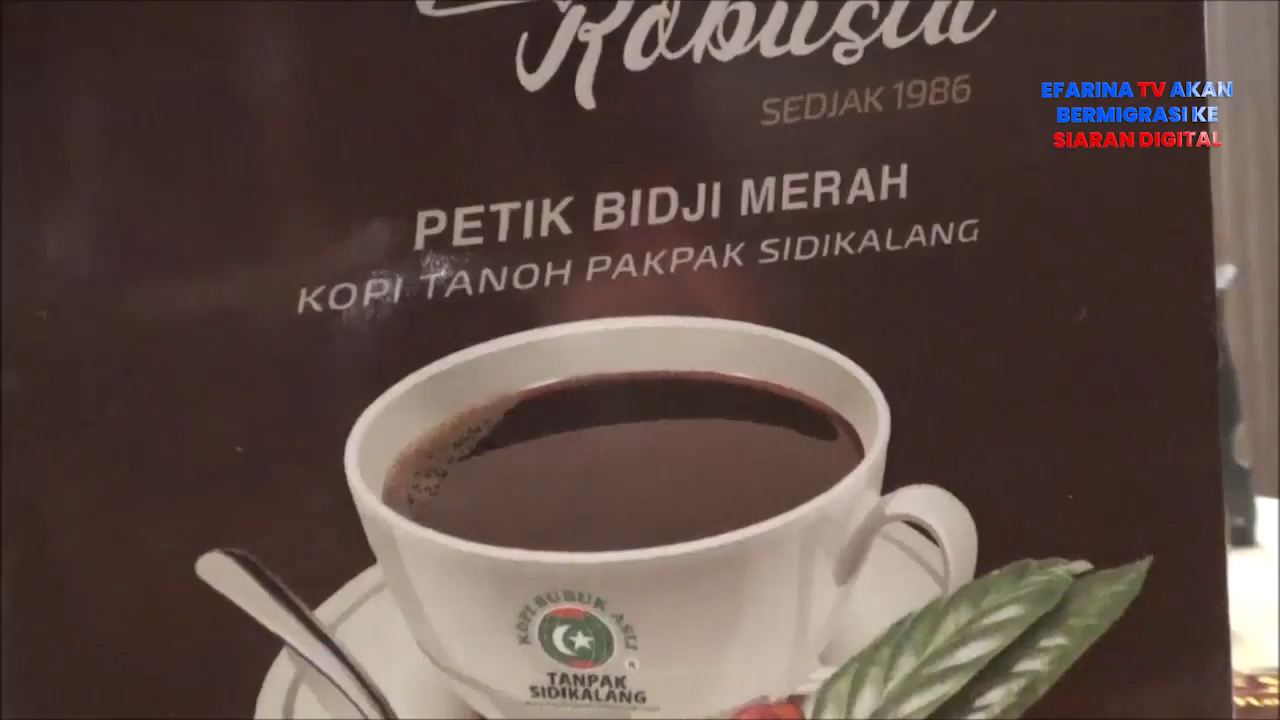 Robusta
SEDJAK 1986
EFARINA TV AKAN
BERMIGRASI KE
SIARAN DIGITAL
PETIK BIDJI MERAH
KOPI TANOH PAKPAK SIDIKALANG
KOPI BUBUK ASLI
TANPAK
SIDIKALANG